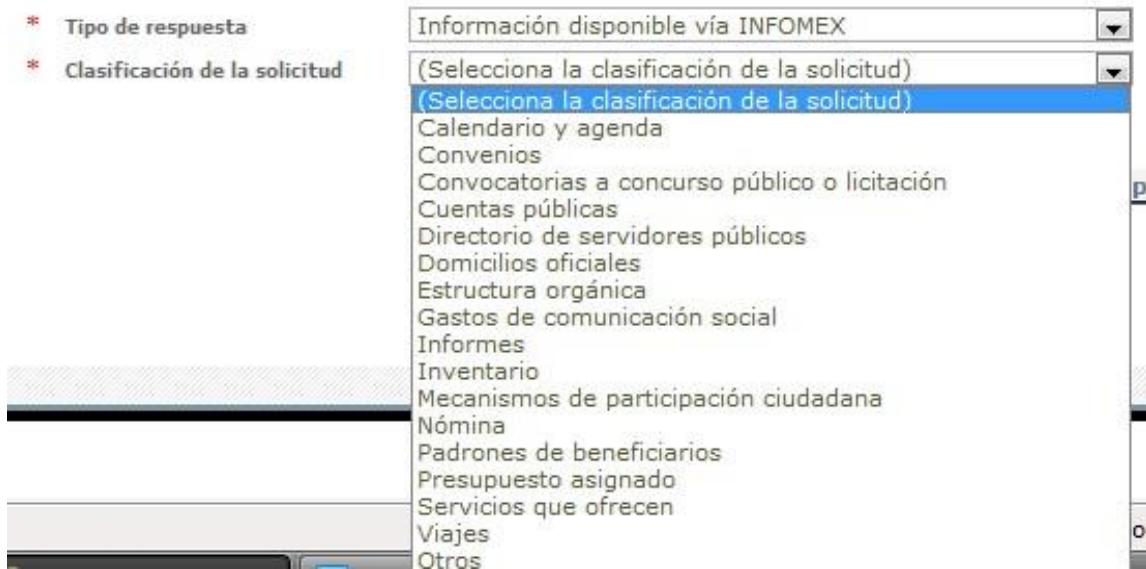 * Tipo de respuesta Información disponible vía INFOMEX
* Clasificación de la solicitud (Selecciona la clasificación de la solicitud)
(Selecciona la clasificación de la solicitud)
Calendario y agenda
Convenios
Convocatorias a concurso público o licitación
Cuentas públicas
Directorio de servidores públicos
Domicilios oficiales
Estructura orgánica
Gastos de comunicación social
Informes
Inventario
Mecanismos de participación ciudadana
Nómina
Padrones de beneficiarios
Presupuesto asignado
Servicios que ofrecen
Viajes
Otros